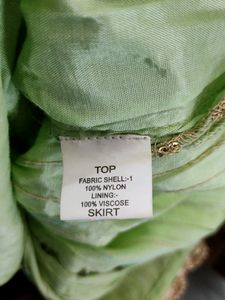 TOP
FABRIC SHELL:-1
100% NYLON
LINING:-
100% VISCOSE
SKIRT